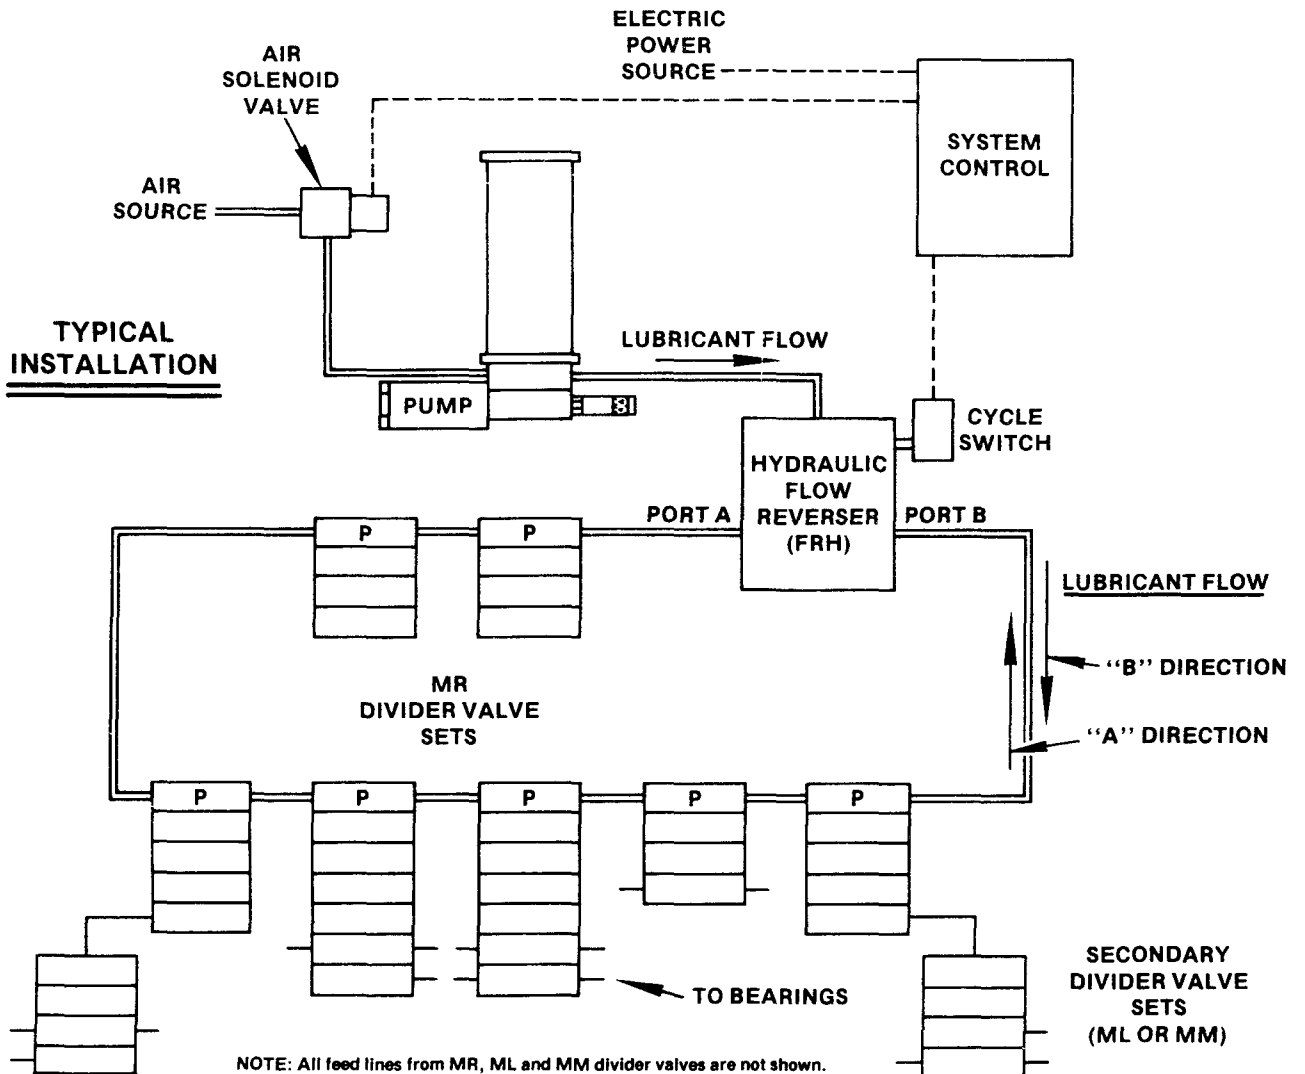 ELECTRIC
POWER
SOURCE
AIR
SOLENOID
VALVE
SYSTEM
CONTROL
AIR
SOURCE
TYPICAL
INSTALLATION
LUBRICANT FLOW
PUMP
CYCLE
SWITCH
HYDRAULIC
FLOW
REVERSER
(FRH)
PORT A
PORT B
P
P
LUBRICANT FLOW
"B" DIRECTION
"A" DIRECTION
MR
DIVIDER VALVE
SETS
P
P
P
P
P
TO BEARINGS
SECONDARY
DIVIDER VALVE
SETS
(ML OR MM)
NOTE: All feed lines from MR, ML and MM divider valves are not shown.